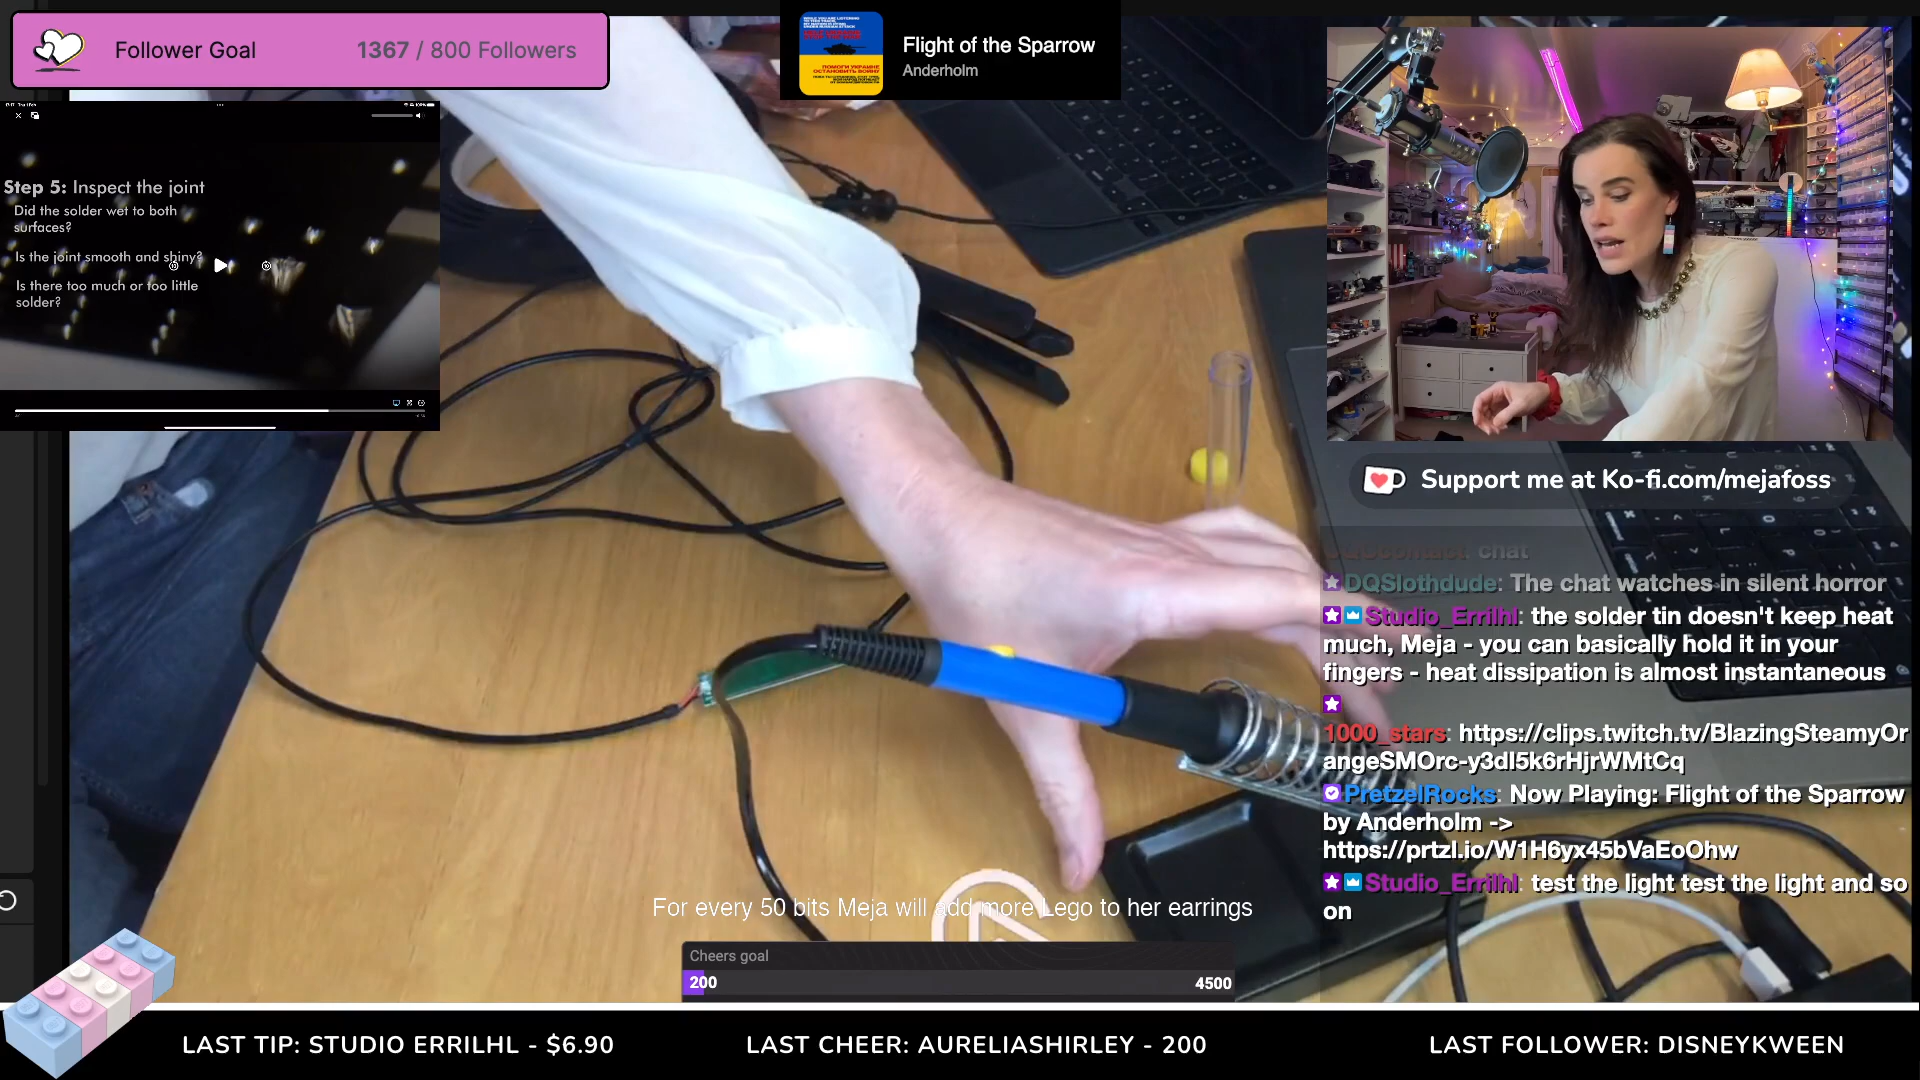 Follower Goal
1367 / 800 Followers
Flight of the Sparrow
Anderholm
Step 5: Inspect the joint
Did the solder wet to both
surfaces?
Is the joint smooth and shiny?
Is there too much or too little
solder?
Support me at Ko-fi.com/mejafoss
chat
DQSlothdude: The chat watches in silent horror
Studio_Errilhl: the solder tin doesn't keep heat
much, Meja - you can basically hold it in your
fingers - heat dissipation is almost instantaneous
1000_stars: https://clips.twitch.tv/BlazingSteamyOr
angeSMOrc-y3dI5k6rHjrWMtCq
PretzelRocks: Now Playing: Flight of the Sparrow
by Anderholm ->
https://prtzl.io/W1H6yx45bVaEoOhw
Studio_Errilhl: test the light test the light and so
on
For every 50 bits Meja will add more Lego to her earrings
Cheers goal
200
4500
LAST TIP: STUDIO ERRILHL - $6.90
LAST CHEER: AURELIASHIRLEY - 200
LAST FOLLOWER: DISNEYKWEEN